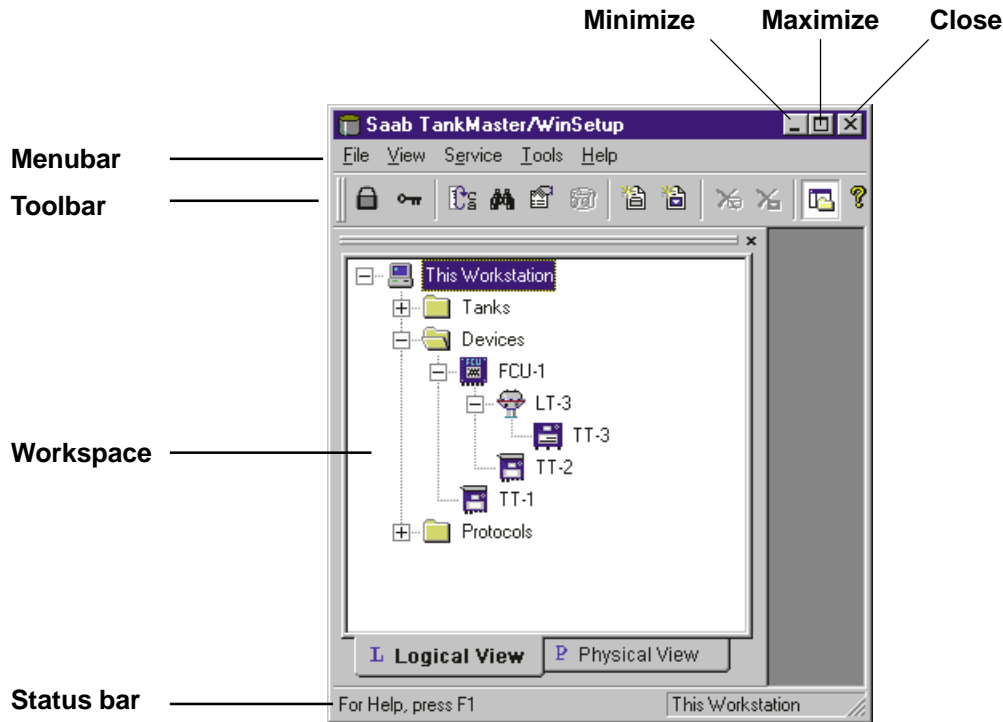 Minimize Maximize Close
Saab TankMaster/WinSetup
Menubar
File View Service Tools Help
Toolbar
This Workstation
Tanks
Devices
FCU
FCU-1
LT-3
TT-3
Workspace
TT-2
TT-1
Protocols
L Logical View
P Physical View
Status bar
For Help, press F1
This Workstation